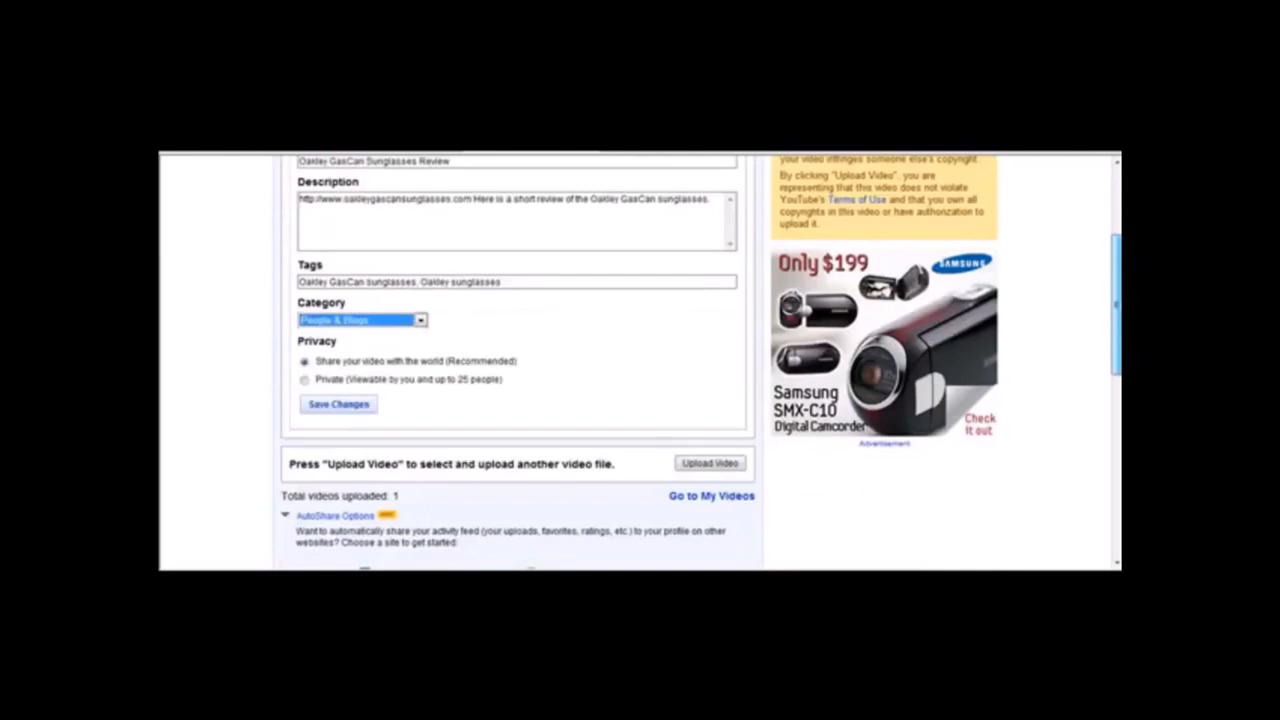 Oakley GasCan Sunglasses Review
Description
http://www.oakleygascansunglasses.com Here is a short review of the Oakley GasCan sunglasses.
Tags
Oakley GasCan sunglasses, Oakley sunglasses
Category
People & Blogs
Privacy
Share your video with the world (Recommended)
Private (Viewable by you and up to 25 people)
Save Changes
Press "Upload Video" to select and upload another video file.
Upload Video
Total videos uploaded: 1
Go to My Videos
AutoShare Options
Want to automatically share your activity feed (your uploads, favorites, ratings, etc.) to your profile on other
websites? Choose a site to get started:
your video infringes someone else's copyright.
By clicking "Upload Video", you are
representing that this video does not violate
YouTube's Terms of Use and that you own all
copyrights in this video or have authorization to
upload it.
Only $199
SAMSUNG
Samsung
SMX-C10
Digital Camcorder
Check
it out
Advertisement